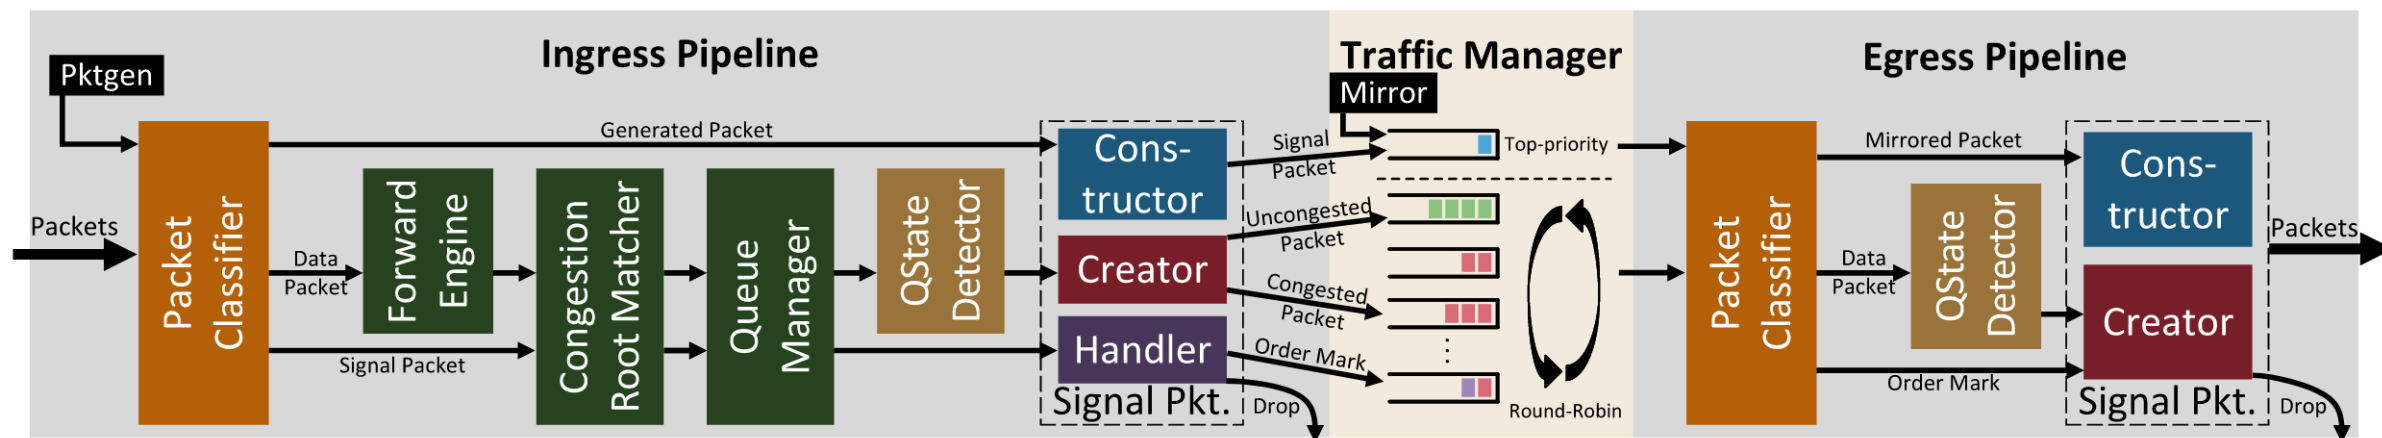 Ingress Pipeline
Traffic Manager
Egress Pipeline
Pktgen
Mirror
Packets
Packet
Classifier
Generated Packet
Data
Packet
Signal Packet
Forward
Engine
Congestion
Root Matcher
Queue
Manager
QState
Detector
Cons-
tructor
Creator
Handler
Signal Pkt.
Signal
Packet
Uncongested
Packet
Congested
Packet
Order Mark
Drop
Top-priority
Round-Robin
Packet
Classifier
Mirrored Packet
Data
Packet
Order Mark
QState
Detector
Cons-
tructor
Creator
Signal Pkt.
Packets
Drop